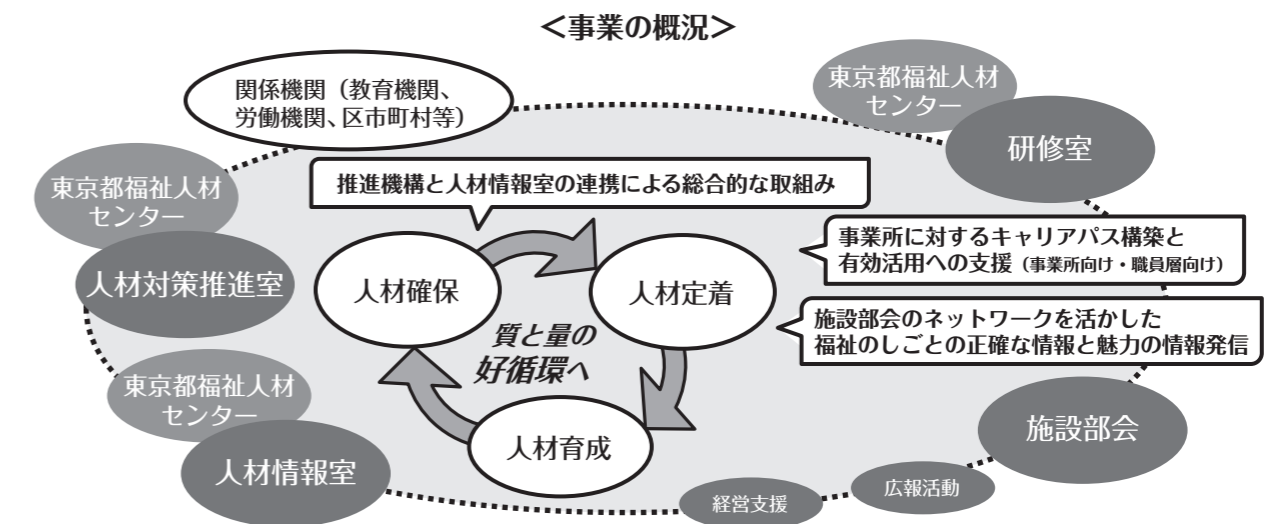 ＜事業の概況＞
関係機関（教育機関、
労働機関、区市町村等）
東京都福祉人材
センター
研修室
東京都福祉人材
センター
人材対策推進室
推進機構と人材情報室の連携による総合的な取組み
事業所に対するキャリアパス構築と
有効活用への支援（事業所向け・職員層向け）
人材確保
人材定着
質と量の
好循環へ
施設部会のネットワークを活かした
福祉のしごとの正確な情報と魅力の情報発信
人材育成
東京都福祉人材
センター
人材情報室
施設部会
広報活動
経営支援